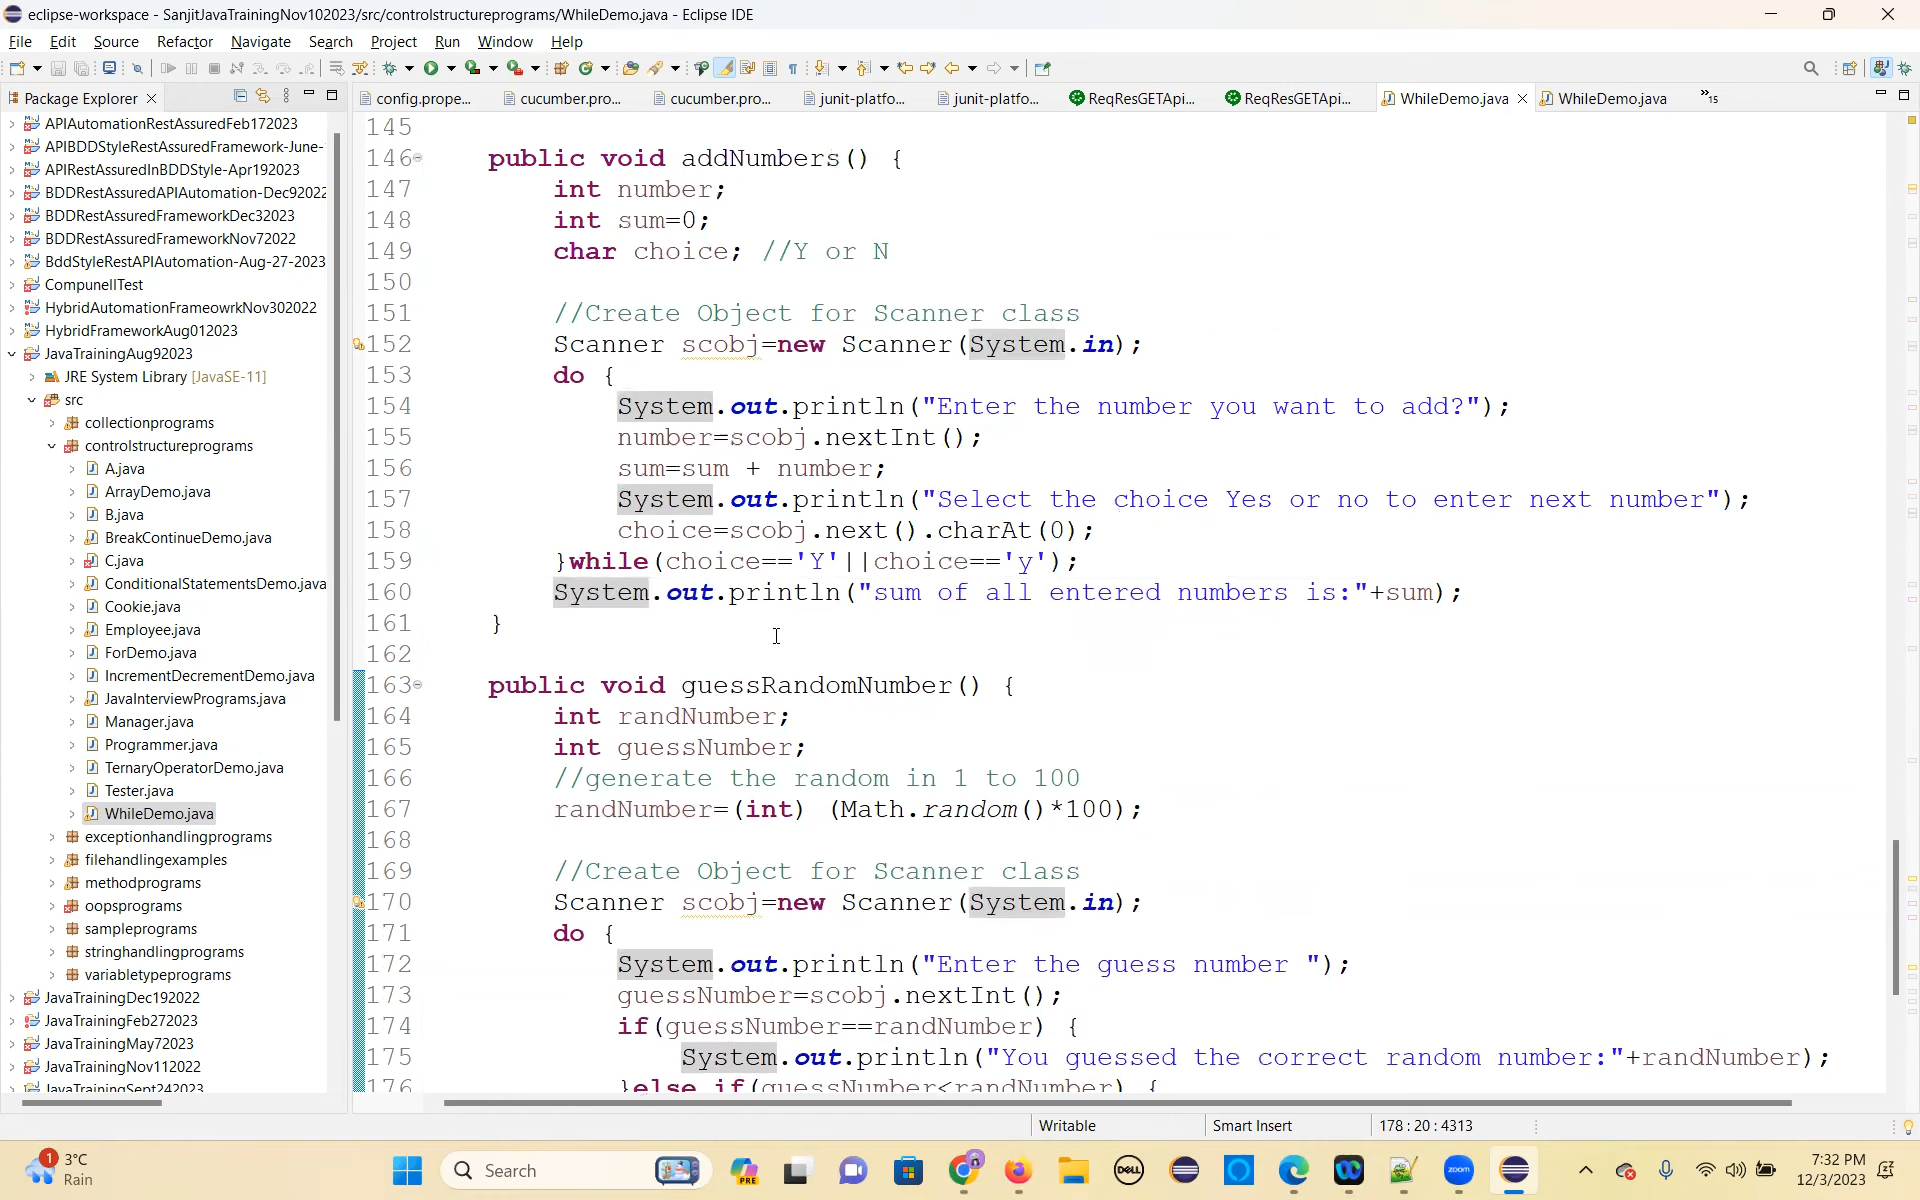 eclipse-workspace - SanjitJavaTrainingNov102023/src/controlstructureprograms/WhileDemo.java - Eclipse IDE
File Edit Source Refactor Navigate Search Project Run Window Help
Package Explorer
config.prope... cucumber.pro... cucumber.pro... junit-platfo... junit-platfo... ReqResGETApi... ReqResGETApi... WhileDemo.java WhileDemo.java »15
APIAutomationRestAssuredFeb172023
APIBDDStyleRestAssuredFramework-June-
APIRestAssuredInBDDStyle-Apr192023
BDDRestAssuredAPIAutomation-Dec92022
BDDRestAssuredFrameworkDec32023
BDDRestAssuredFrameworkNov72022
BddStyleRestAPIAutomation-Aug-27-2023
CompunellTest
HybridAutomationFrameowrkNov302022
HybridFrameworkAug012023
JavaTrainingAug92023
JRE System Library [JavaSE-11]
src
collectionprograms
controlstructureprograms
A.java
ArrayDemo.java
B.java
BreakContinueDemo.java
C.java
ConditionalStatementsDemo.java
Cookie.java
Employee.java
ForDemo.java
IncrementDecrementDemo.java
JavaInterviewPrograms.java
Manager.java
Programmer.java
TernaryOperatorDemo.java
Tester.java
WhileDemo.java
exceptionhandlingprograms
filehandlingexamples
methodprograms
oopsprograms
sampleprograms
stringhandlingprograms
variabletypeprograms
JavaTrainingDec192022
JavaTrainingFeb272023
JavaTrainingMay72023
JavaTrainingNov112022
JavaTrainingSept242023
145
146 public void addNumbers() {
147 int number;
148 int sum=0;
149 char choice; //Y or N
150
151 //Create Object for Scanner class
152 Scanner scobj=new Scanner(System.in);
153 do {
154 System.out.println("Enter the number you want to add?");
155 number=scobj.nextInt();
156 sum=sum + number;
157 System.out.println("Select the choice Yes or no to enter next number");
158 choice=scobj.next().charAt(0);
159 }while(choice=='Y'||choice=='y');
160 System.out.println("sum of all entered numbers is:"+sum);
161 }
162
163 public void guessRandomNumber() {
164 int randNumber;
165 int guessNumber;
166 //generate the random in 1 to 100
167 randNumber=(int) (Math.random()*100);
168
169 //Create Object for Scanner class
170 Scanner scobj=new Scanner(System.in);
171 do {
172 System.out.println("Enter the guess number ");
173 guessNumber=scobj.nextInt();
174 if(guessNumber==randNumber) {
175 System.out.println("You guessed the correct random number:"+randNumber);
176 }else if(guessNumber<randNumber) {
Writable Smart Insert 178 : 20 : 4313
1 3°C
Rain
Search
PRE
DELL
zoom
7:32 PM
12/3/2023